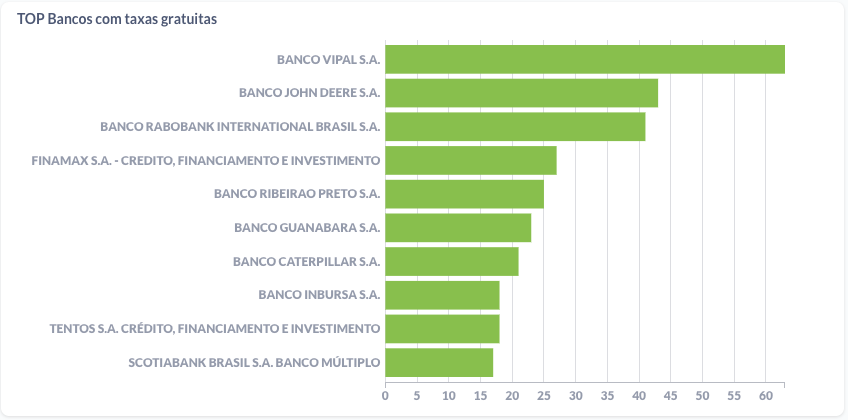 TOP Bancos com taxas gratuitas
BANCO VIPAL S.A.
BANCO JOHN DEERE S.A.
BANCO RABOBANK INTERNATIONAL BRASIL S.A.
FINAMAX S.A. - CREDITO, FINANCIAMENTO E INVESTIMENTO
BANCO RIBEIRAO PRETO S.A.
BANCO GUANABARA S.A.
BANCO CATERPILLAR S.A.
BANCO INBURSA S.A.
TENTOS S.A. CRÉDITO, FINANCIAMENTO E INVESTIMENTO
SCOTIABANK BRASIL S.A. BANCO MÚLTIPLO
0 5 10 15 20 25 30 35 40 45 50 55 60